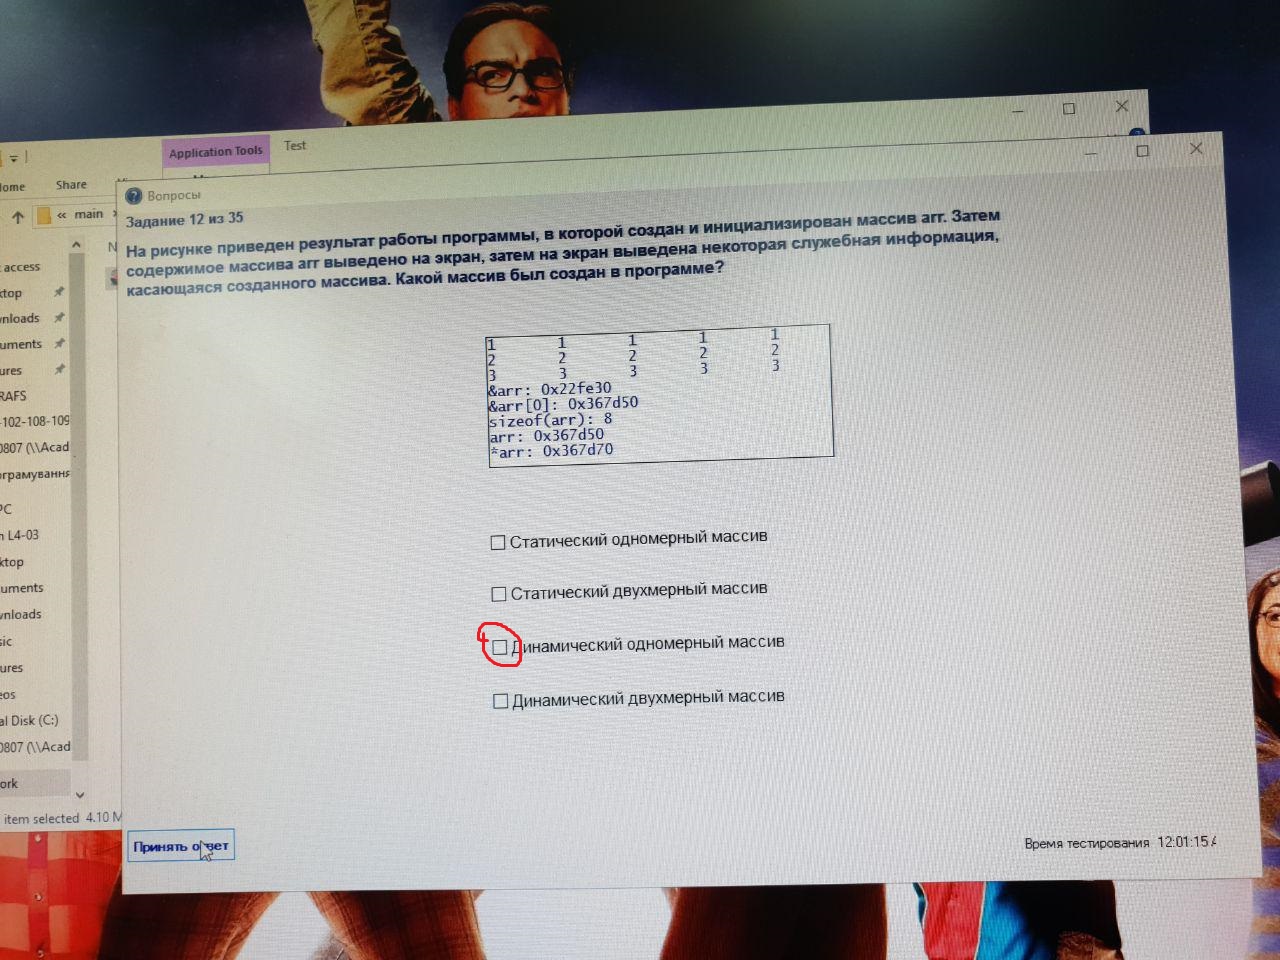 Application Tools
Test
Home
Share
« main
access
Вопросы
Задание 12 из 35
На рисунке приведен результат работы программы, в которой создан и инициализирован массив arr. Затем
содержимое массива arr выведено на экран, затем на экран выведена некоторая служебная информация,
касающаяся созданного массива. Какой массив был создан в программе?
1 1 1 1 1
2 2 2 2 2
3 3 3 3 3
&arr: 0x22fe30
&arr[0]: 0x367d50
sizeof(arr): 8
arr: 0x367d50
*arr: 0x367d70
Статический одномерный массив
Статический двухмерный массив
Динамический одномерный массив
Динамический двухмерный массив
ktop
wnloads
uments
ures
RAFS
-102-108-109
0807 (\\Acad
ограмування
PC
n L4-03
sktop
uments
wnloads
sic
ures
eos
al Disk (C:)
0807 (\\Acad
ork
item selected 4.10 M
Принять ответ
Время тестирования 12:01:15